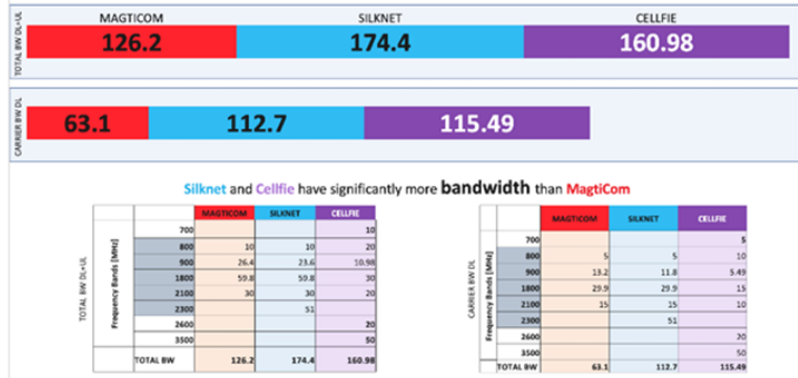 MAGTICOM SILKNET CELLFIE
TOTAL BW DL+UL
126.2 174.4 160.98
CARRIER BW DL
63.1 112.7 115.49
Silknet and Cellfie have significantly more bandwidth than MagtiCom
TOTAL BW DL+UL
Frequency Bands [MHz]
MAGTICOM SILKNET CELLFIE
700 10
800 10 10 20
900 26.4 23.6 10.98
1800 59.8 59.8 30
2100 30 30 20
2300 51
2600 20
3500 50
TOTAL BW 126.2 174.4 160.98
CARRIER BW DL
Frequency Bands [MHz]
MAGTICOM SILKNET CELLFIE
700 5
800 5 5 10
900 13.2 11.8 5.49
1800 29.9 29.9 15
2100 15 15 10
2300 51
2600 20
3500 50
TOTAL BW 63.1 112.7 115.49